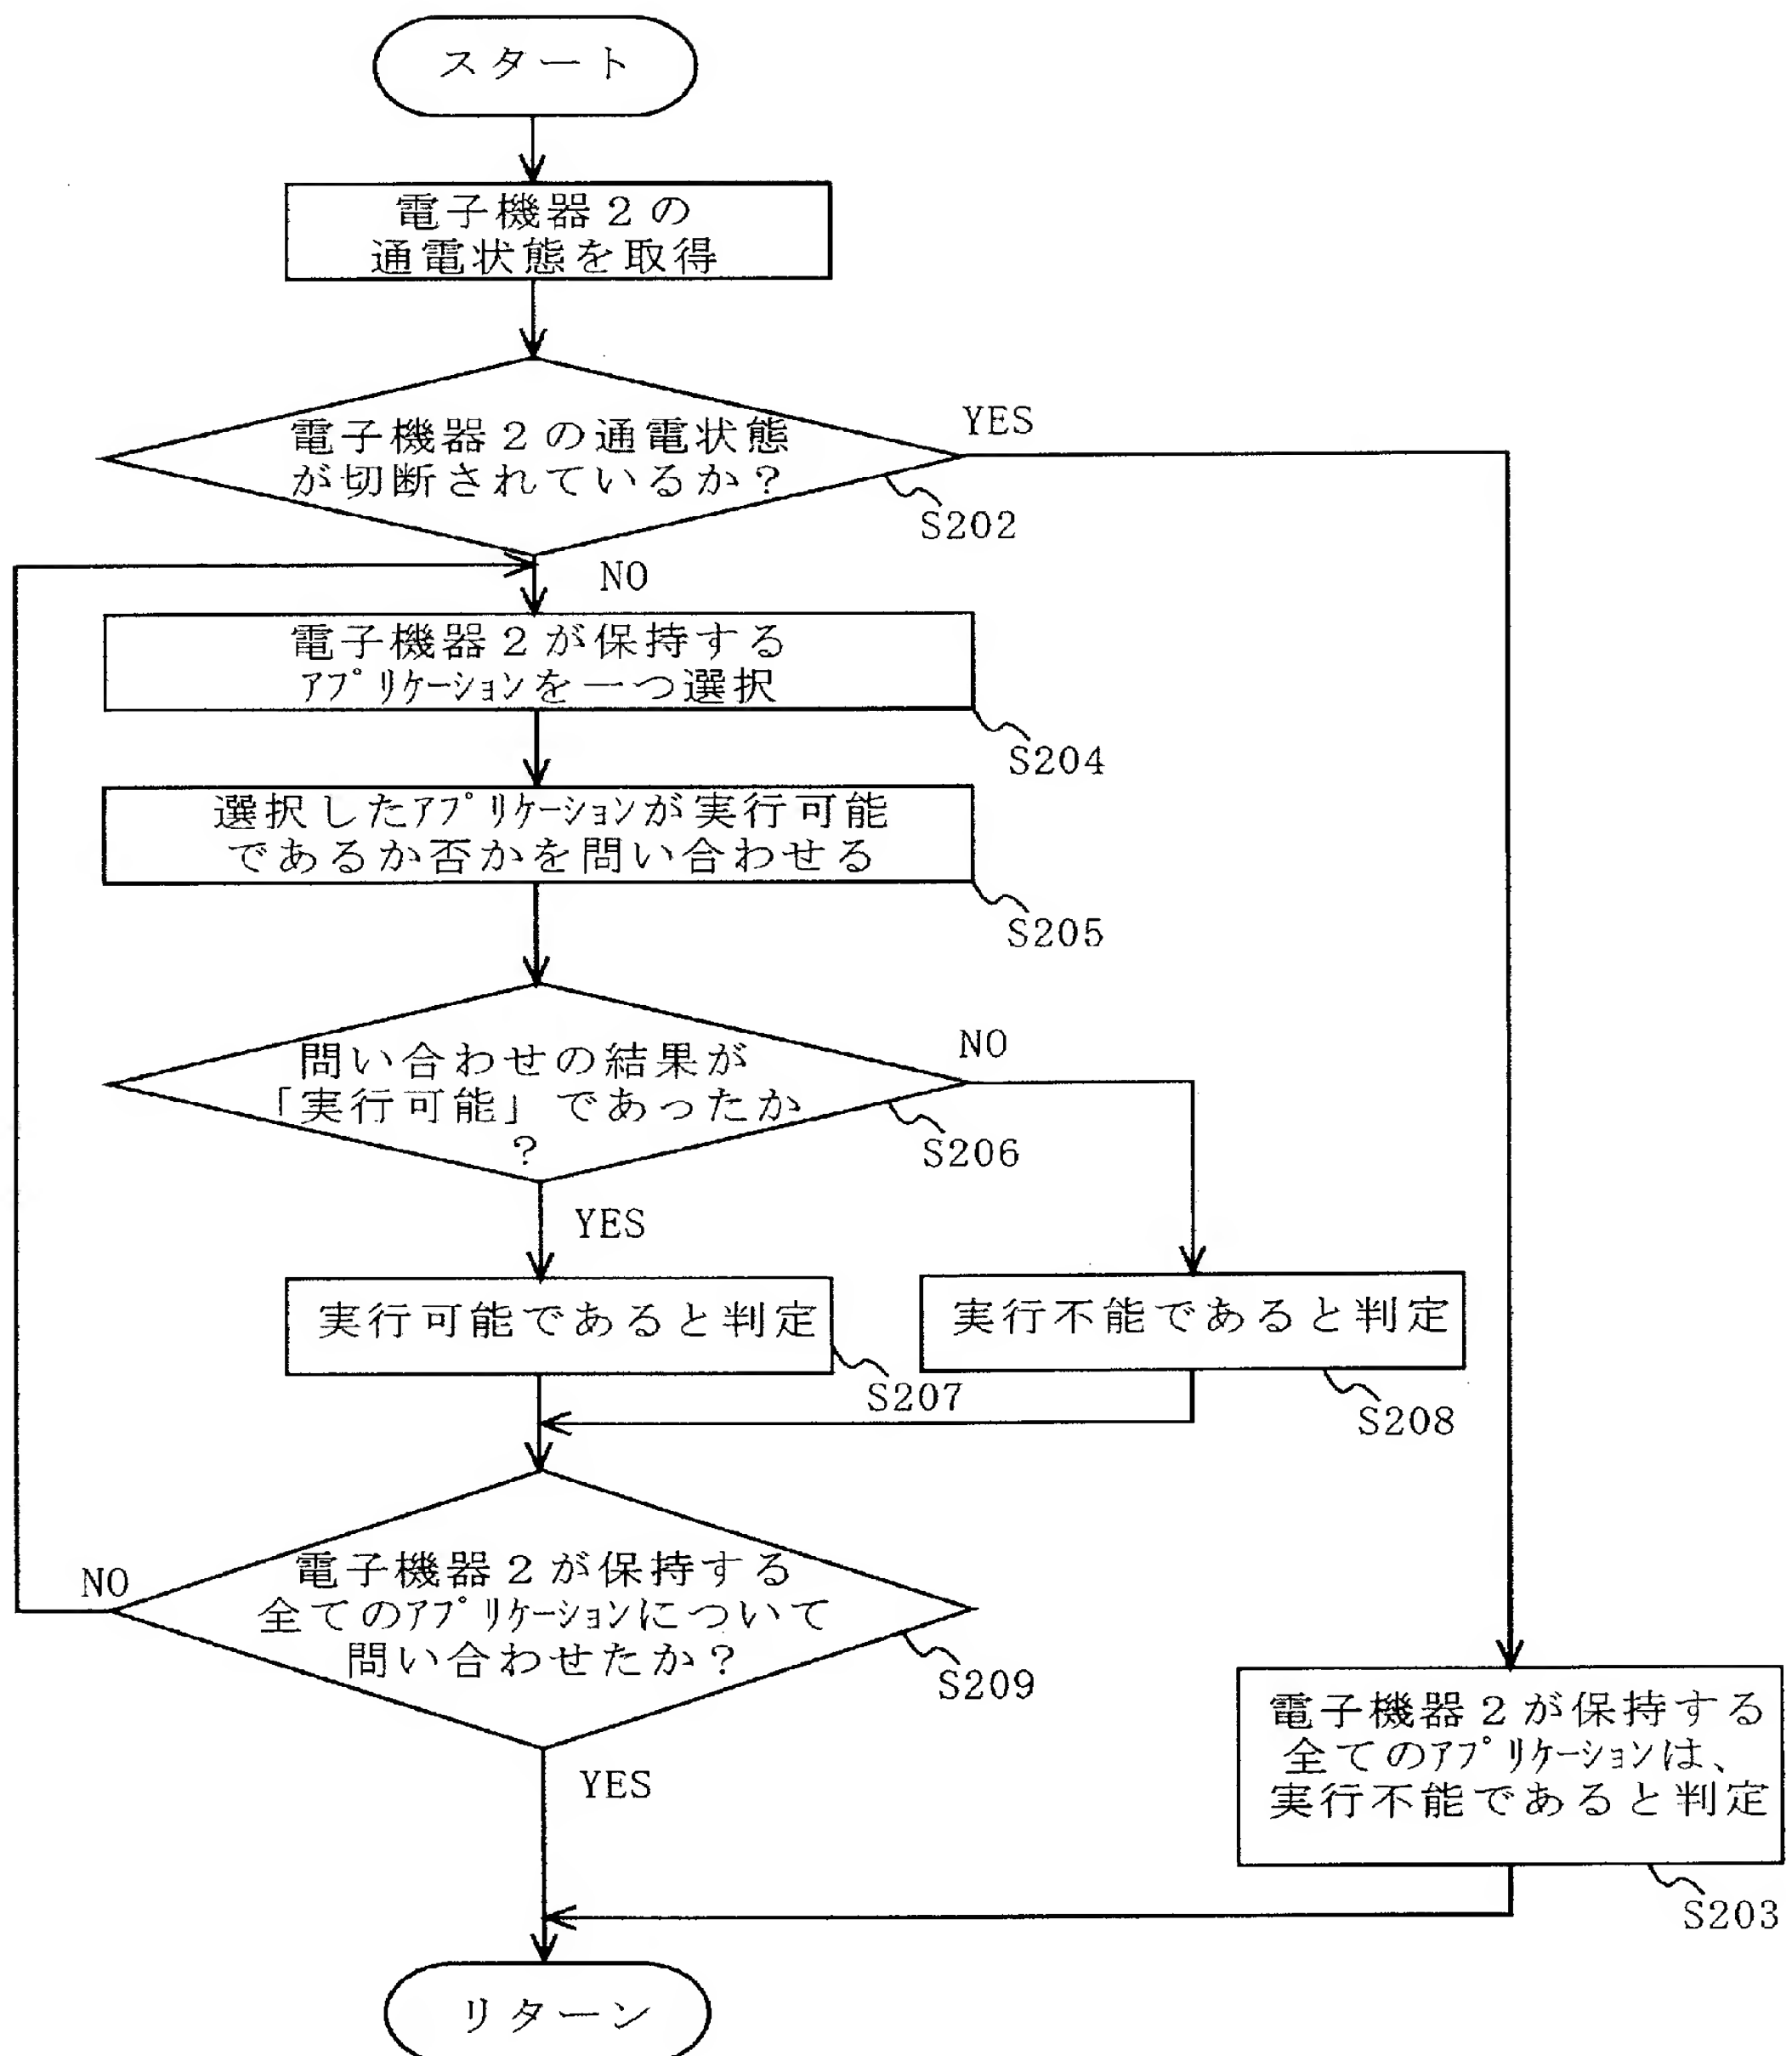 スタート
電子機器２の
通電状態を取得
電子機器２の通電状態
が切断されているか？
YES
S202
NO
電子機器２が保持する
ｱﾌﾟﾘｹｰｼｮﾝを一つ選択
S204
選択したｱﾌﾟﾘｹｰｼｮﾝが実行可能
であるか否かを問い合わせる
S205
問い合わせの結果が
「実行可能」であったか
？
NO
S206
YES
実行可能であると判定
S207
実行不能であると判定
S208
電子機器２が保持する
全てのｱﾌﾟﾘｹｰｼｮﾝについて
問い合わせたか？
NO
S209
YES
電子機器２が保持する
全てのｱﾌﾟﾘｹｰｼｮﾝは、
実行不能であると判定
S203
リターン